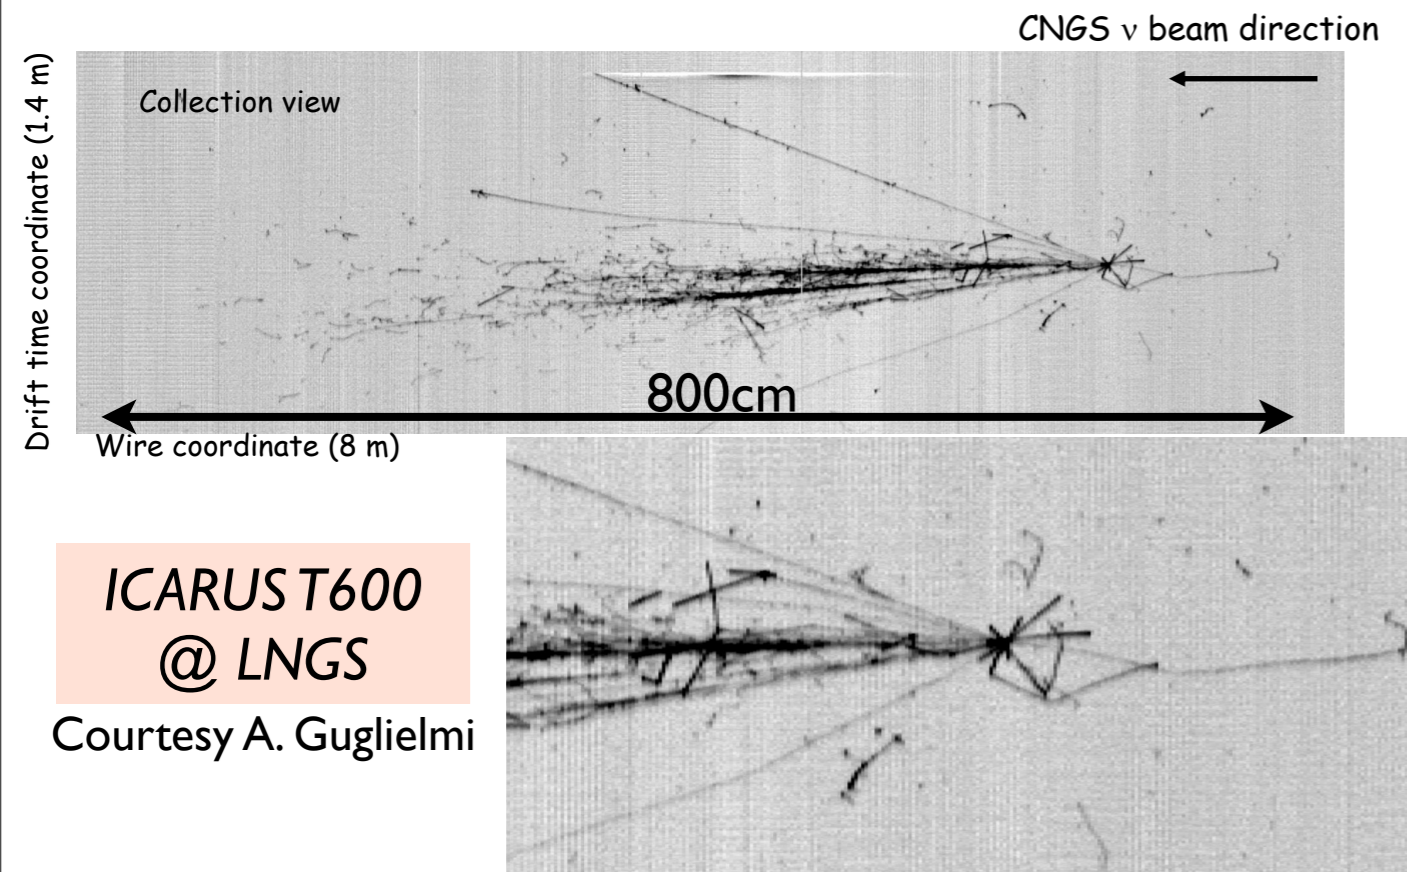 CNGS ν beam direction
Drift time coordinate (1.4 m)
Collection view
800cm
Wire coordinate (8 m)
ICARUS T600
@ LNGS
Courtesy A. Guglielmi